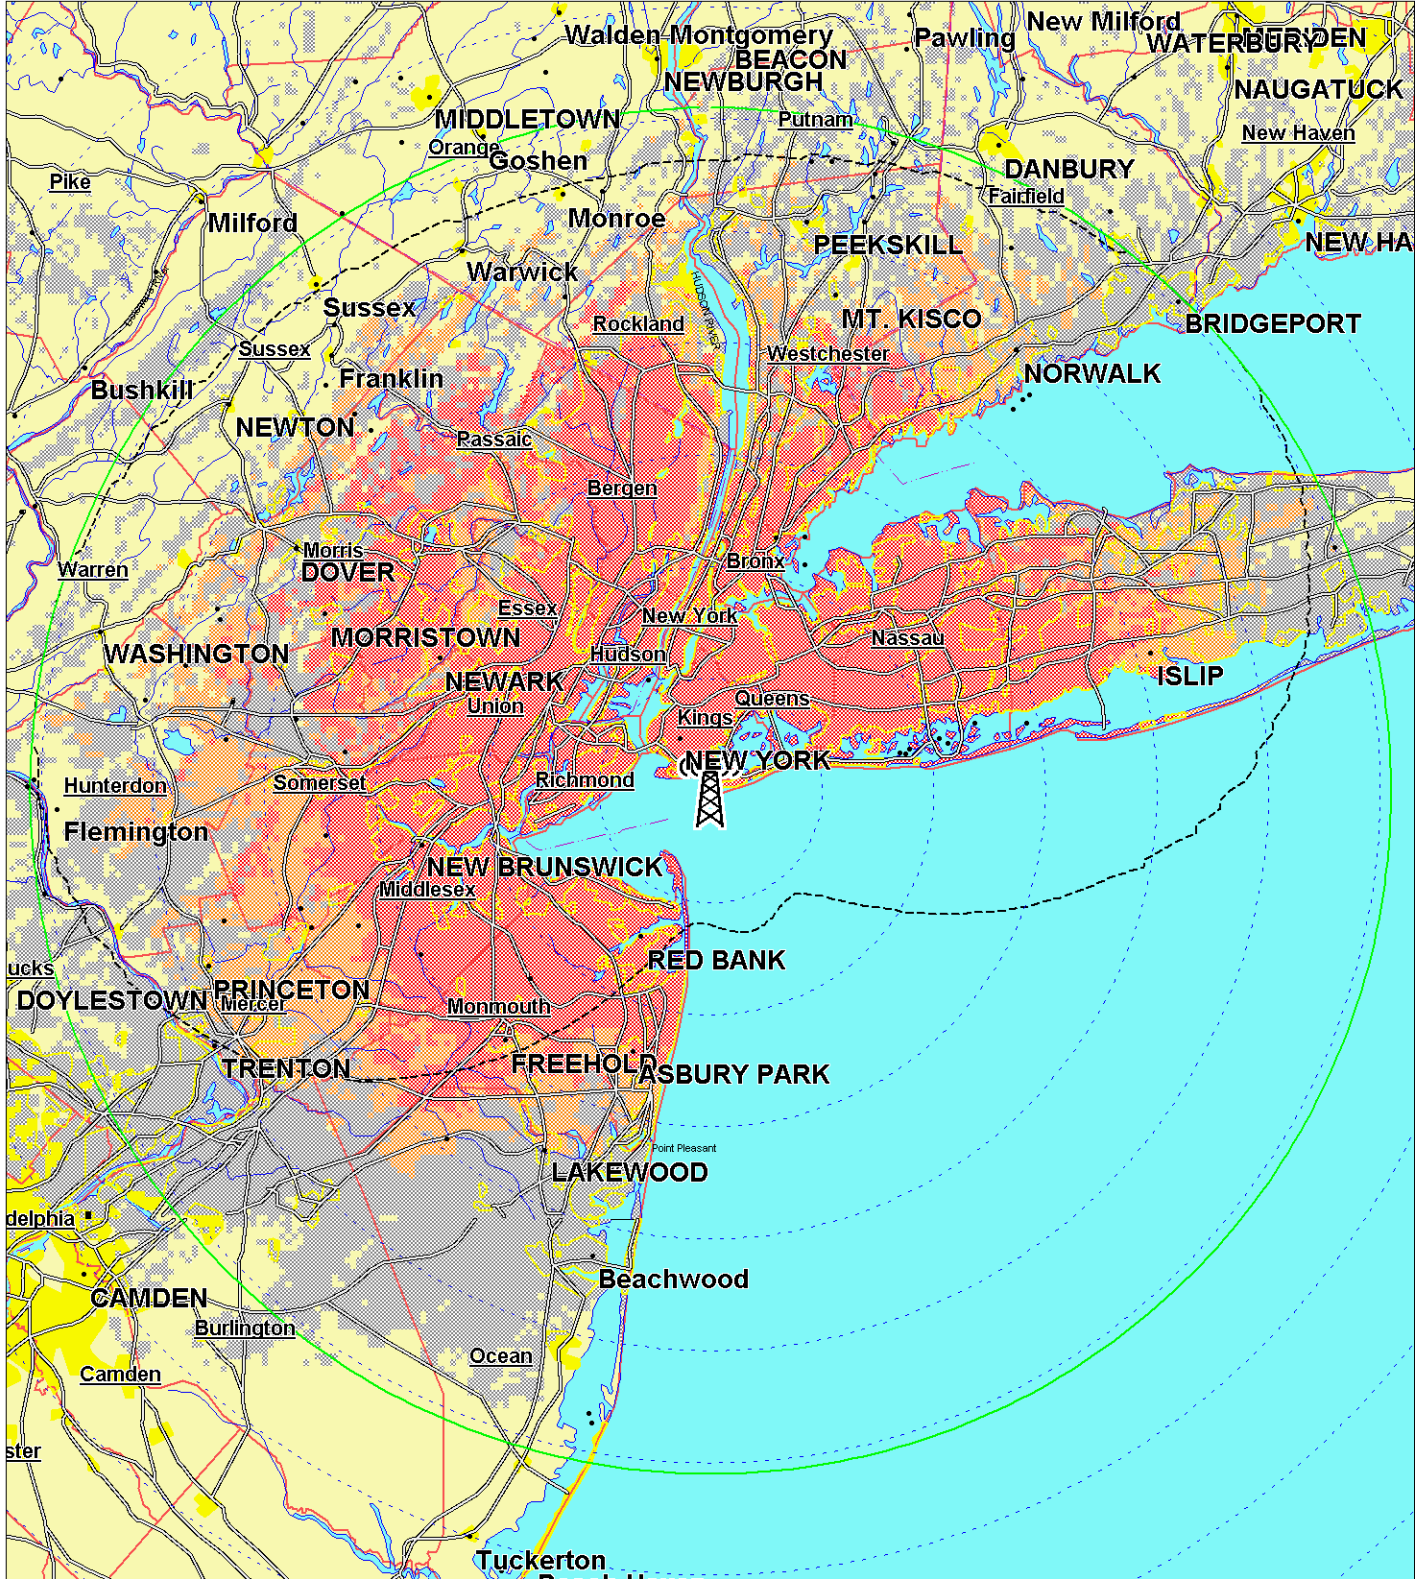 New Milford
Walden
Montgomery
Pawling
WATERBURY
MERIDEN
BEACON
NEWBURGH
NAUGATUCK
MIDDLETOWN
Putnam
New Haven
Orange
Goshen
DANBURY
Pike
Fairfield
Milford
Monroe
PEEKSKILL
NEW HA
Warwick
HUDSON RIVER
Sussex
Rockland
MT. KISCO
BRIDGEPORT
Sussex
Westchester
Franklin
NORWALK
Bushkill
NEWTON
Passaic
Bergen
Morris
Bronx
Warren
DOVER
Essex
New York
MORRISTOWN
Nassau
WASHINGTON
Hudson
NEWARK
ISLIP
Union
Queens
Kings
NEW YORK
Somerset
Richmond
Hunterdon
Flemington
NEW BRUNSWICK
Middlesex
RED BANK
ucks
PRINCETON
DOYLESTOWN
Mercer
Monmouth
TRENTON
FREEHOLD
ASBURY PARK
Point Pleasant
LAKEWOOD
delphia
Beachwood
CAMDEN
Burlington
Ocean
Camden
ster
Tuckerton